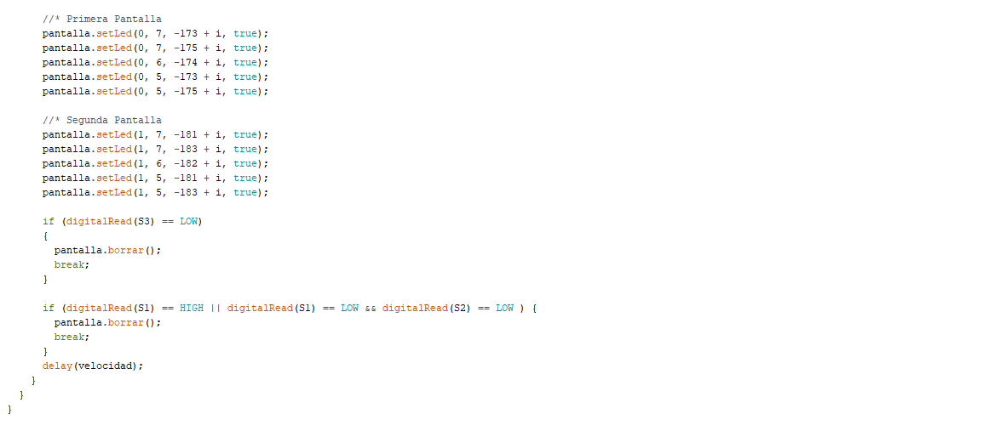 //* Primera Pantalla
pantalla.setLed(0, 7, -173 + i, true);
pantalla.setLed(0, 7, -175 + i, true);
pantalla.setLed(0, 6, -174 + i, true);
pantalla.setLed(0, 5, -173 + i, true);
pantalla.setLed(0, 5, -175 + i, true);

//* Segunda Pantalla
pantalla.setLed(1, 7, -181 + i, true);
pantalla.setLed(1, 7, -183 + i, true);
pantalla.setLed(1, 6, -182 + i, true);
pantalla.setLed(1, 5, -181 + i, true);
pantalla.setLed(1, 5, -183 + i, true);

if (digitalRead(S3) == LOW)
{
pantalla.borrar();
break;
}

if (digitalRead(S1) == HIGH || digitalRead(S1) == LOW && digitalRead(S2) == LOW ) {
pantalla.borrar();
break;
}
delay(velocidad);
}
}
}